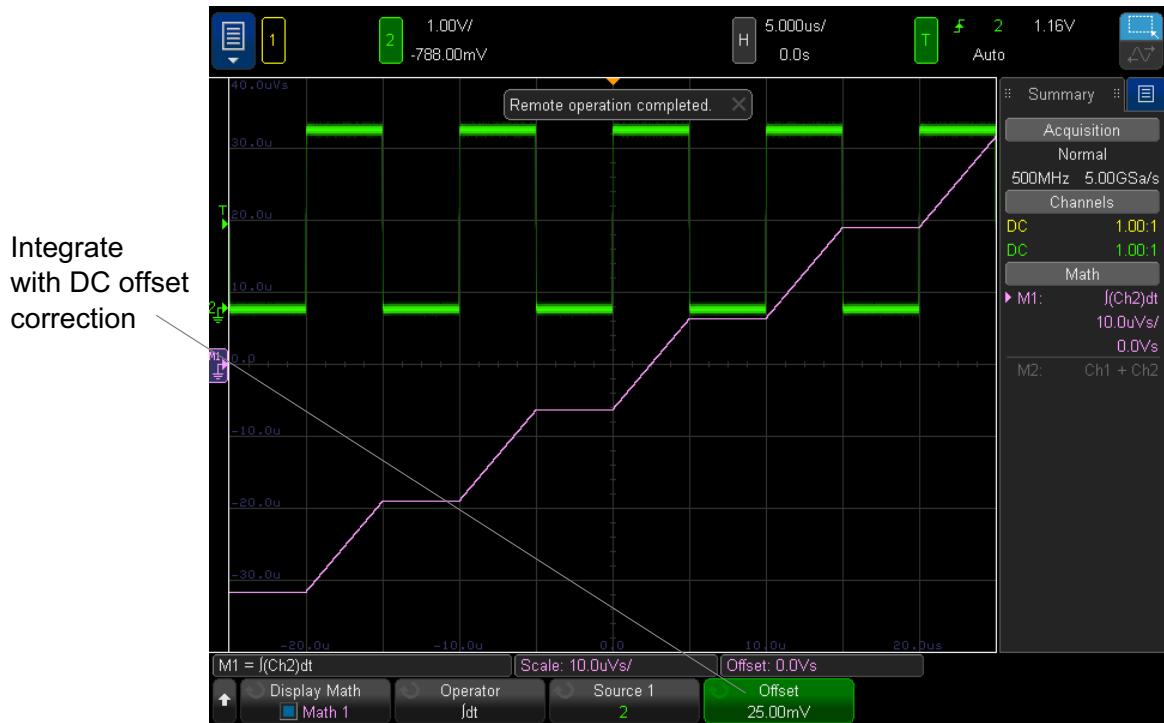 1
2
1.00V/
-788.00mV
H
5.000us/
0.0s
T
2
1.16V
Auto
40.0uVs
30.0u
20.0u
10.0u
0.0
-10.0u
-20.0u
-30.0u
Remote operation completed.
T
2
M1
-20.0u
-10.0u
0.0
10.0u
20.0us
Integrate
with DC offset
correction
Summary
Acquisition
Normal
500MHz 5.00GSa/s
Channels
DC 1.00:1
DC 1.00:1
Math
M1: ∫(Ch2)dt
10.0uVs/
0.0Vs
M2: Ch1 + Ch2
M1 = ∫(Ch2)dt
Scale: 10.0uVs/
Offset: 0.0Vs
Display Math
Math 1
Operator
∫dt
Source 1
2
Offset
25.00mV